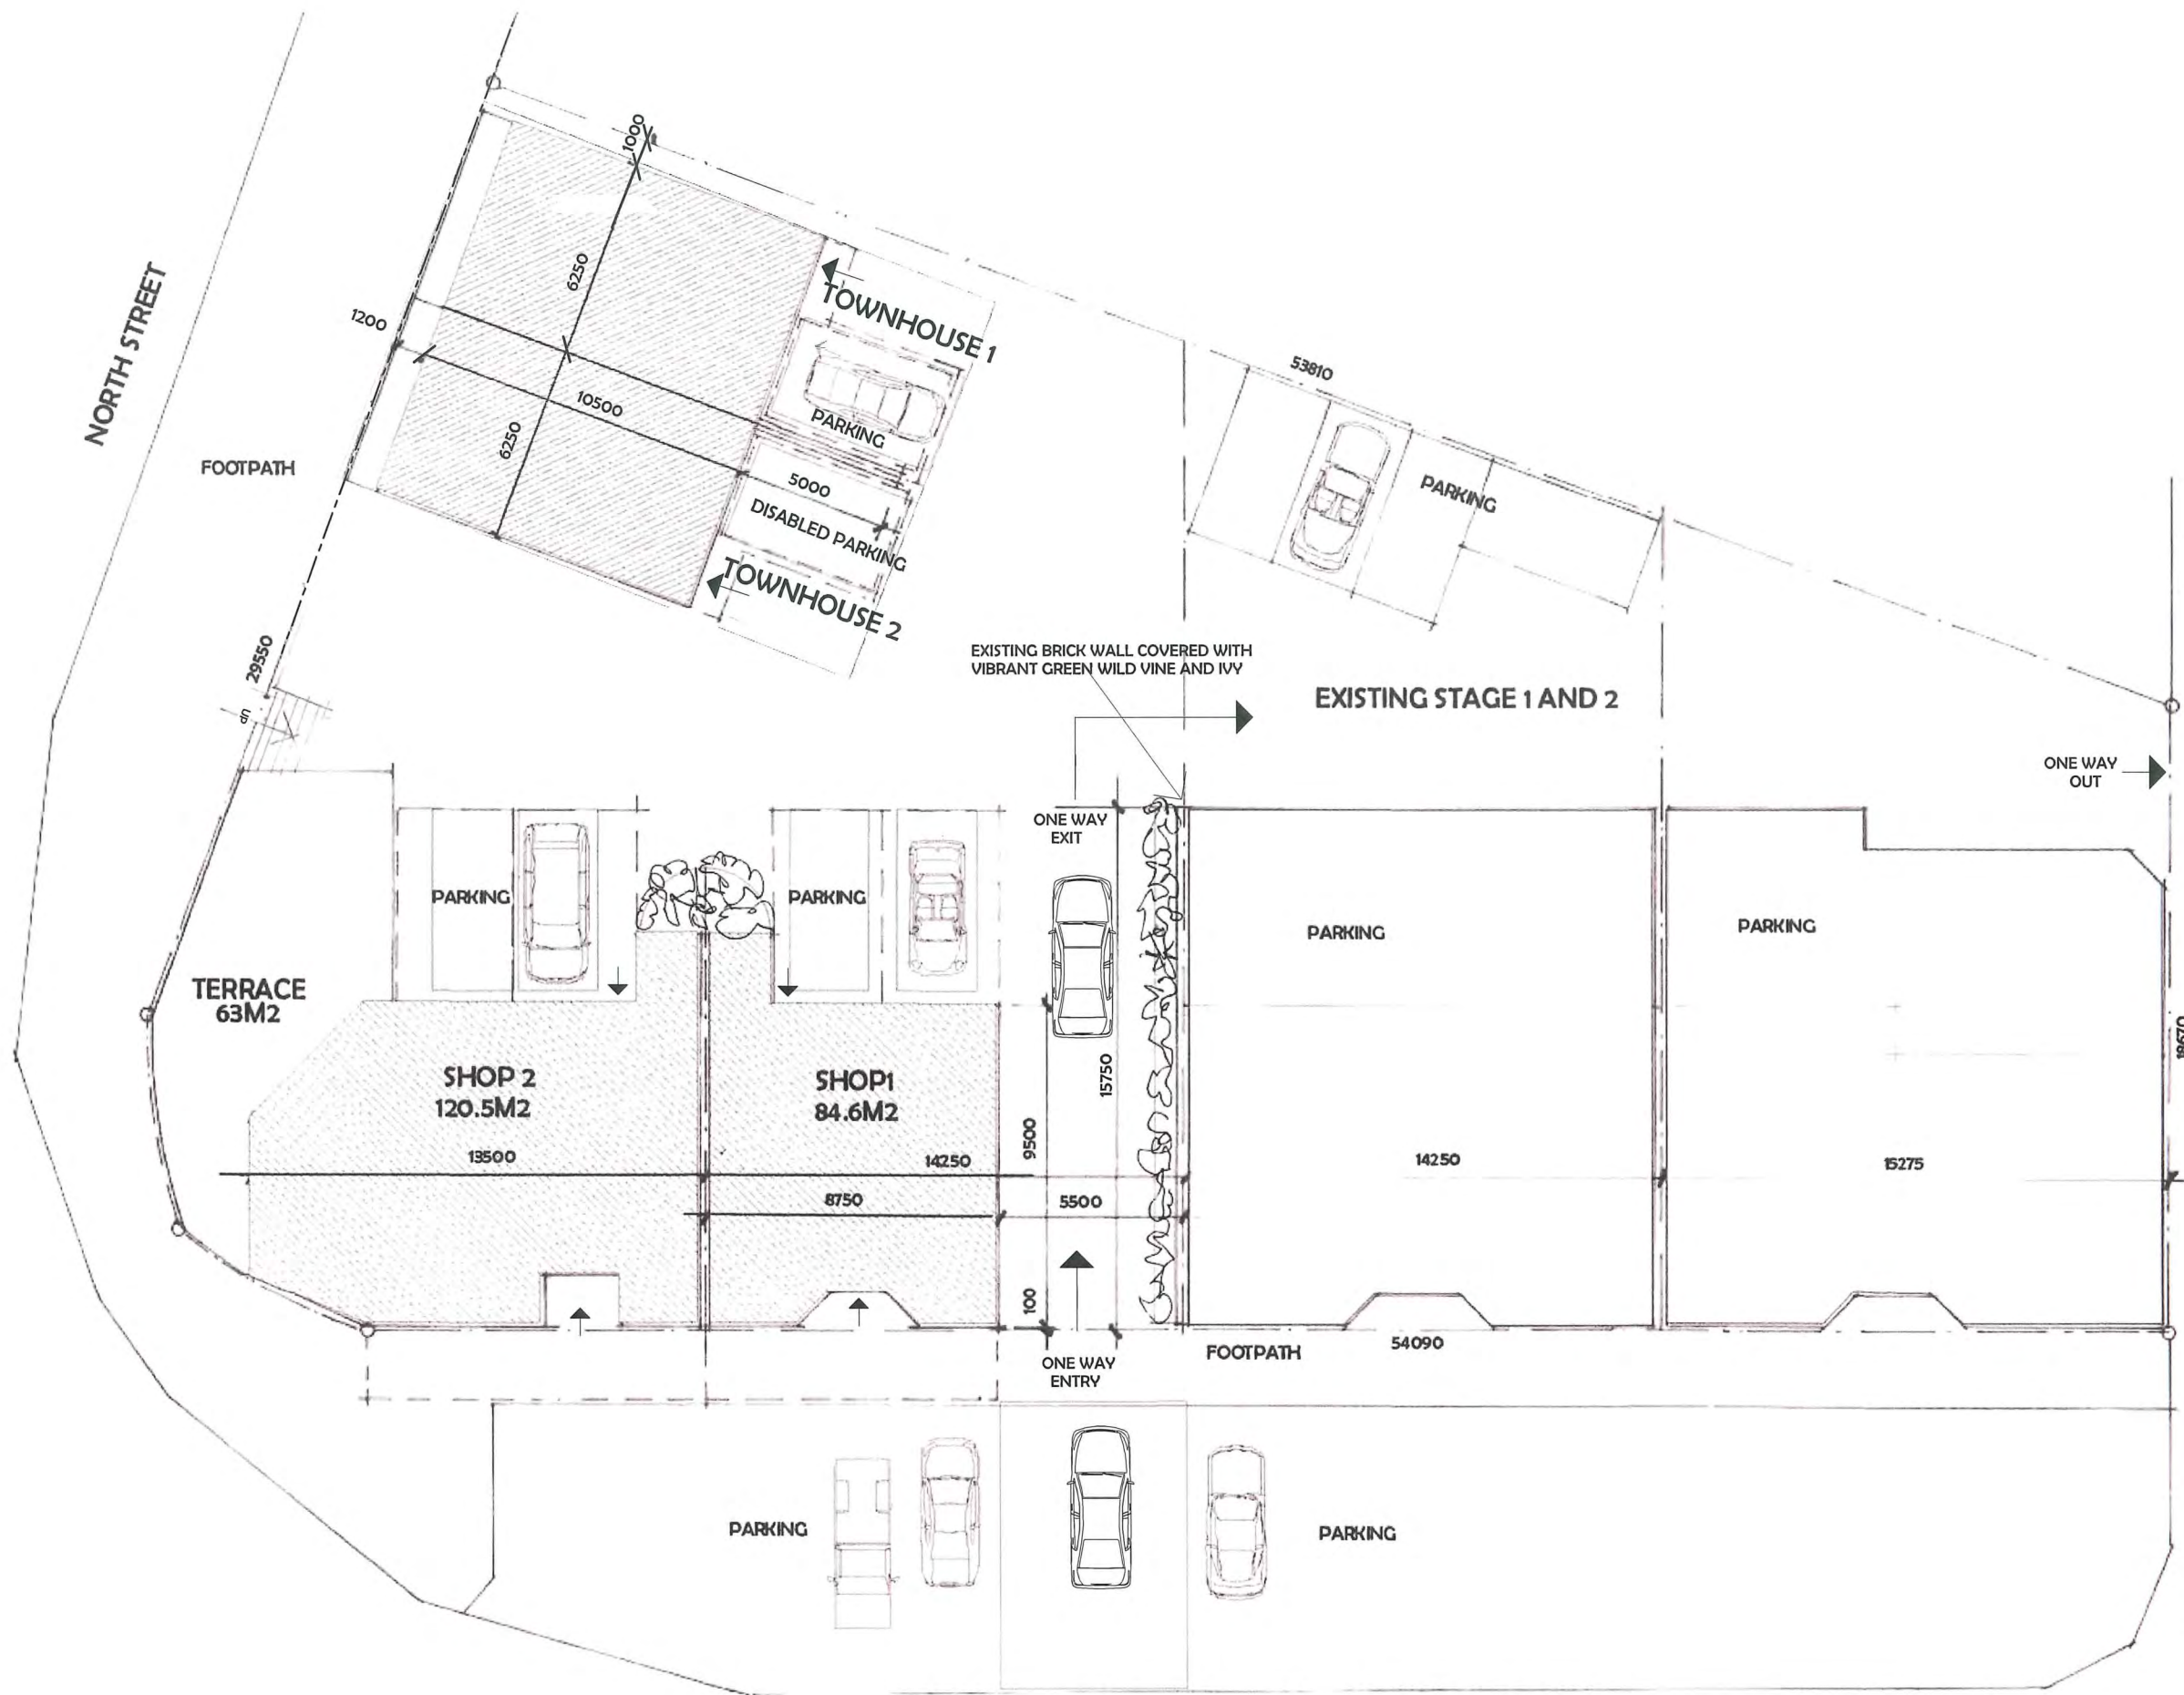 1000
6250
NORTH STREET
1200
TOWNHOUSE 1
53810
10500
PARKING
6250
FOOTPATH
5000
PARKING
DISABLED PARKING
TOWNHOUSE 2
29550
EXISTING BRICK WALL COVERED WITH
VIBRANT GREEN WILD VINE AND IVY
EXISTING STAGE 1 AND 2
UP
ONE WAY
OUT
ONE WAY
EXIT
PARKING
PARKING
PARKING
PARKING
TERRACE
63M2
18670
SHOP 2
120.5M2
SHOP1
84.6M2
15750
9500
13500
14250
14250
15275
8750
5500
100
FOOTPATH
54090
ONE WAY
ENTRY
PARKING
PARKING